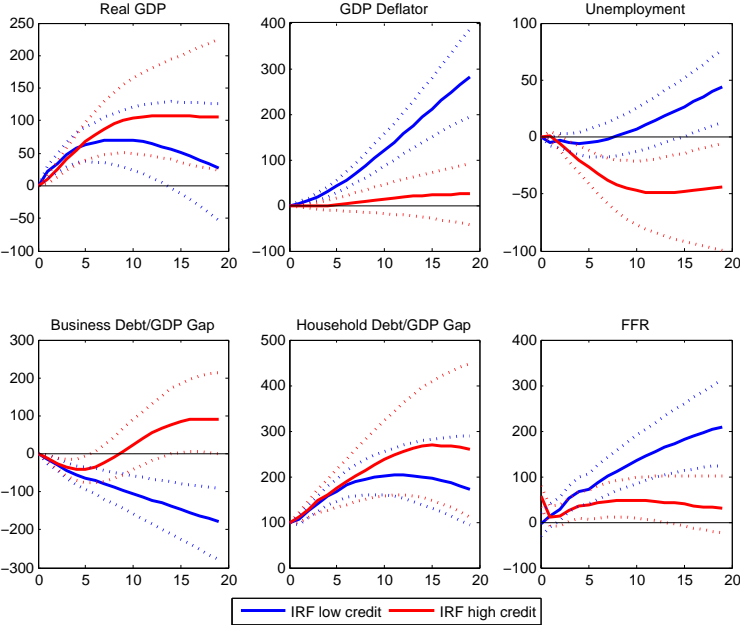 Real GDP
250
200
150
100
50
0
−50
−100
0 5 10 15 20
GDP Deflator
400
300
200
100
0
−100
0 5 10 15 20
Unemployment
100
50
0
−50
−100
0 5 10 15 20
Business Debt/GDP Gap
300
200
100
0
−100
−200
−300
0 5 10 15 20
Household Debt/GDP Gap
500
400
300
200
100
0
0 5 10 15 20
FFR
400
300
200
100
0
−100
0 5 10 15 20
IRF low credit IRF high credit